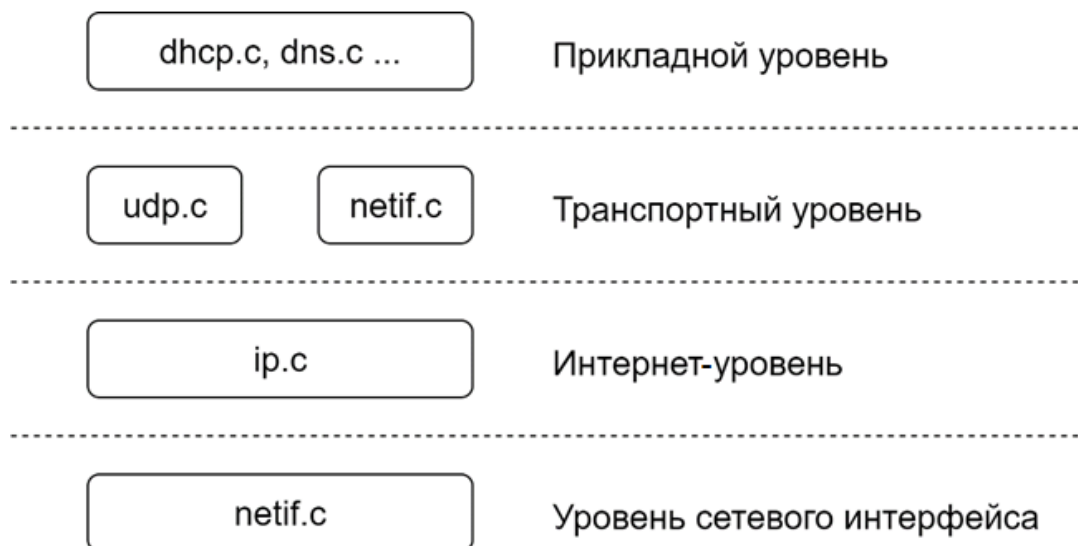 dhcp.c, dns.c ...
Прикладной уровень
udp.c
netif.c
Транспортный уровень
ip.c
Интернет-уровень
netif.c
Уровень сетевого интерфейса